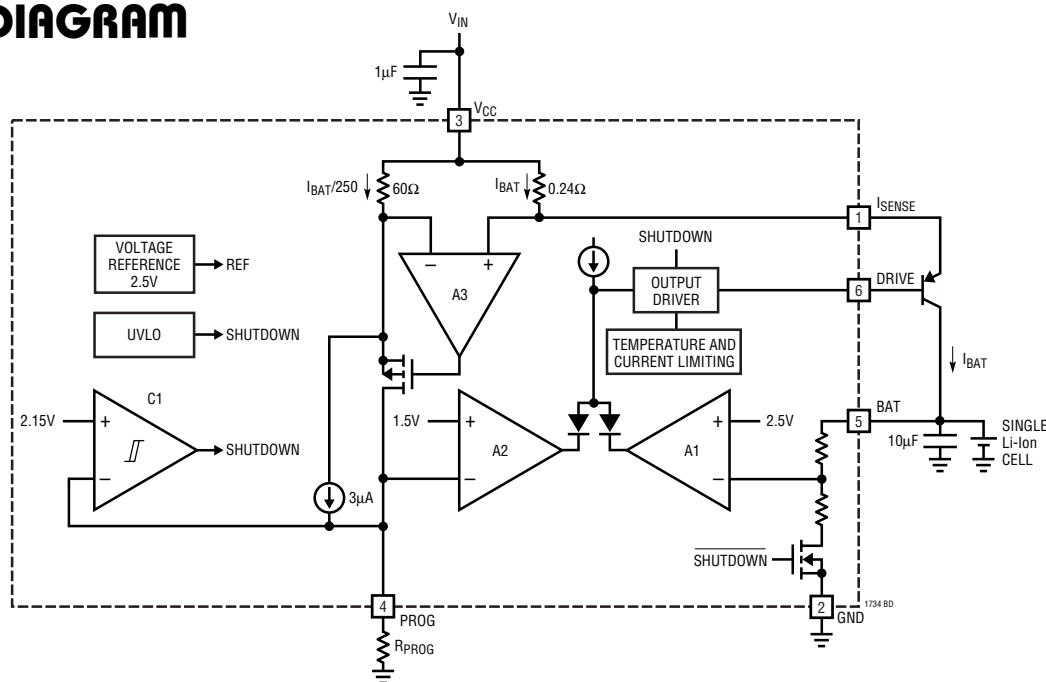 DIAGRAM
VIN
1µF
VCC
3
IBAT/250
60Ω
IBAT
0.24Ω
ISENSE
1
VOLTAGE
REFERENCE
2.5V
REF
–
+
A3
SHUTDOWN
OUTPUT
DRIVER
DRIVE
6
UVLO
SHUTDOWN
TEMPERATURE AND
CURRENT LIMITING
IBAT
C1
2.15V
+
–
SHUTDOWN
3µA
1.5V
+
–
A2
A1
+
–
2.5V
BAT
5
10µF
SINGLE
Li-Ion
CELL
SHUTDOWN
4
PROG
RPROG
2
GND
1734 BD